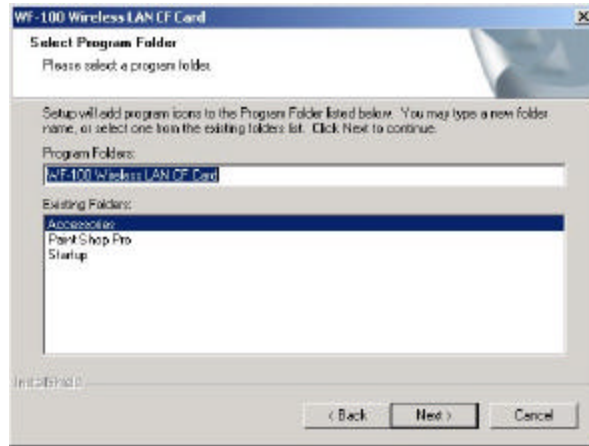 WF-100 Wireless LAN CF Card
Select Program Folder
Please select a program folder.
Setup will add program icons to the Program Folder listed below. You may type a new folder
name, or select one from the existing folders list. Click Next to continue.
Program Folders:
WF-100 Wireless LAN CF Card
Existing Folders:
Accessories
Paint Shop Pro
Startup
InstallShield
< Back
Next >
Cancel